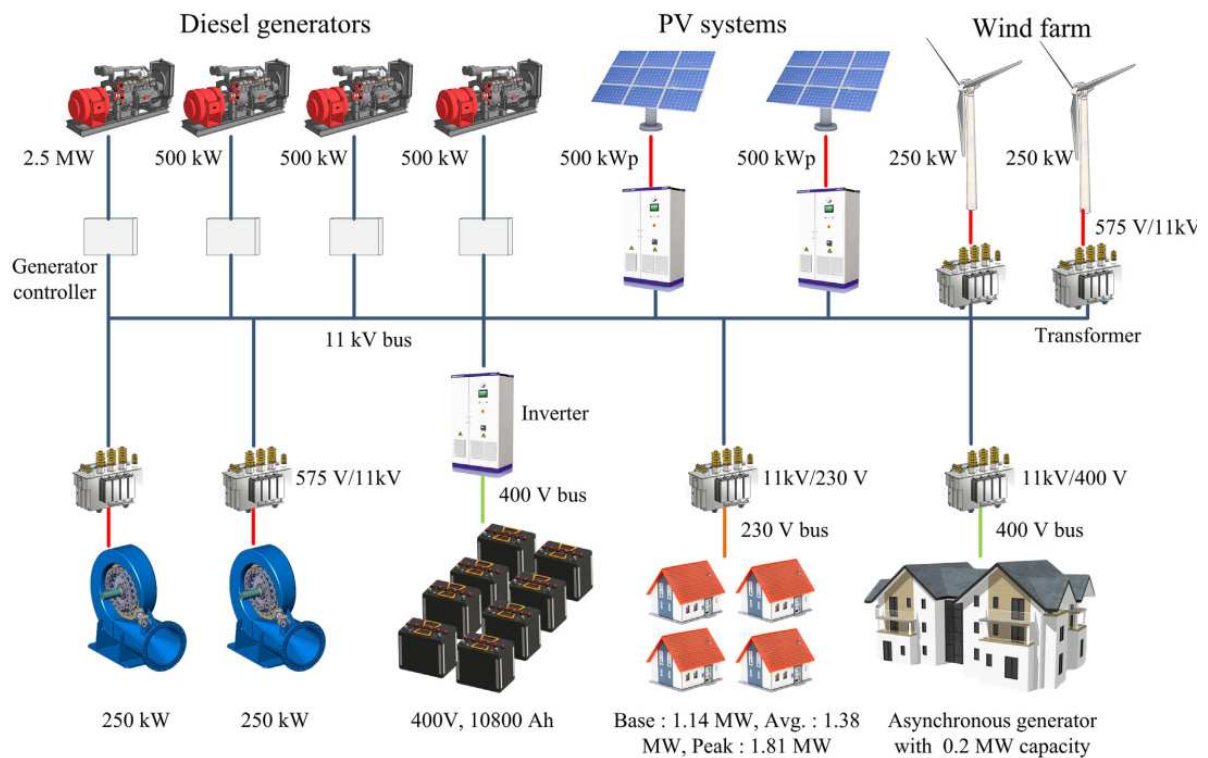 Diesel generators
PV systems
Wind farm
2.5 MW
500 kW
500 kW
500 kW
500 kWp
500 kWp
250 kW
250 kW
575 V/11kV
Generator
controller
11 kV bus
Transformer
575 V/11kV
Inverter
400 V bus
11kV/230 V
230 V bus
11kV/400 V
400 V bus
250 kW
250 kW
400V, 10800 Ah
Base : 1.14 MW, Avg. : 1.38
MW, Peak : 1.81 MW
Asynchronous generator
with 0.2 MW capacity